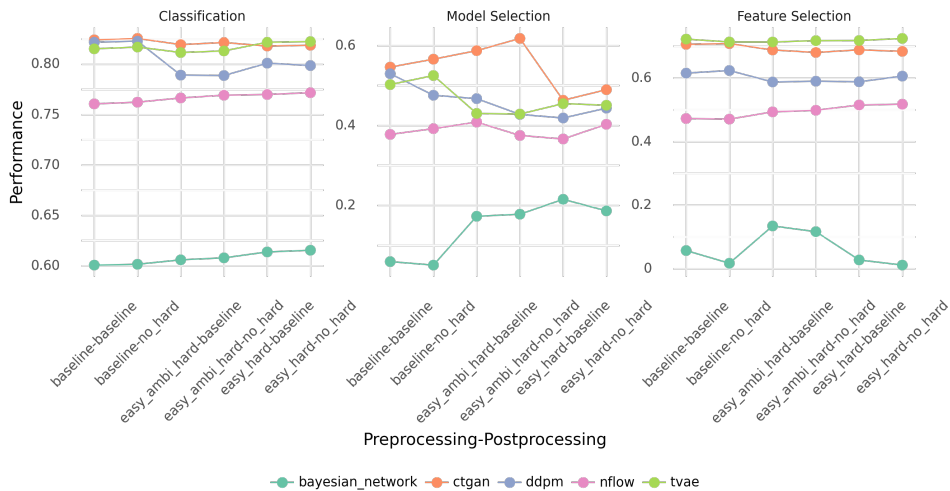 Classification Model Selection Feature Selection
Performance
0.80
0.75
0.70
0.65
0.60
0.6
0.4
0.2
0.6
0.4
0.2
0
baseline-baseline
baseline-no_hard
easy_ambi_hard-baseline
easy_ambi_hard-no_hard
easy_hard-baseline
easy_hard-no_hard
baseline-baseline
baseline-no_hard
easy_ambi_hard-baseline
easy_ambi_hard-no_hard
easy_hard-baseline
easy_hard-no_hard
baseline-baseline
baseline-no_hard
easy_ambi_hard-baseline
easy_ambi_hard-no_hard
easy_hard-baseline
easy_hard-no_hard
Preprocessing-Postprocessing
bayesian_network ctgan ddpm nflow tvae